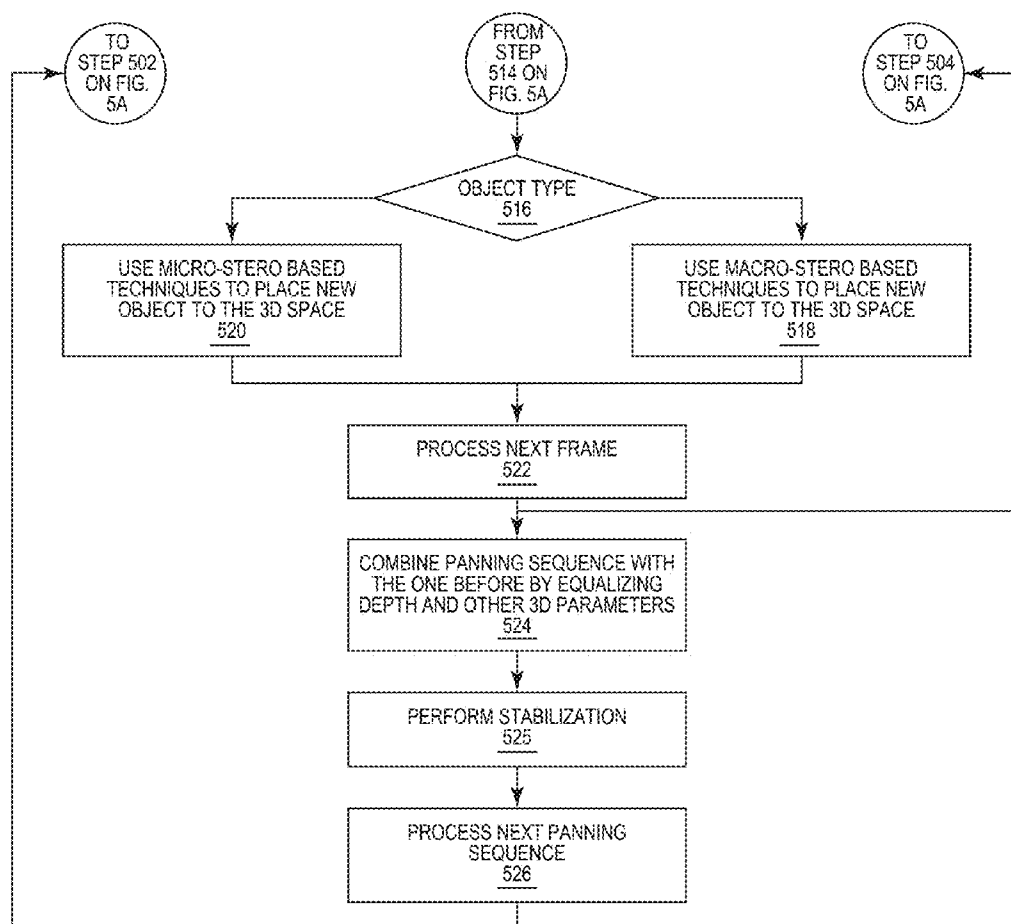 TO
STEP 502
ON FIG.
5A
FROM
STEP
514 ON
FIG. 5A
TO
STEP 504
ON FIG.
5A
OBJECT TYPE
516
USE MICRO-STERO BASED
TECHNIQUES TO PLACE NEW
OBJECT TO THE 3D SPACE
520
USE MACRO-STERO BASED
TECHNIQUES TO PLACE NEW
OBJECT TO THE 3D SPACE
518
PROCESS NEXT FRAME
522
COMBINE PANNING SEQUENCE WITH
THE ONE BEFORE BY EQUALIZING
DEPTH AND OTHER 3D PARAMETERS
524
PERFORM STABILIZATION
525
PROCESS NEXT PANNING
SEQUENCE
526